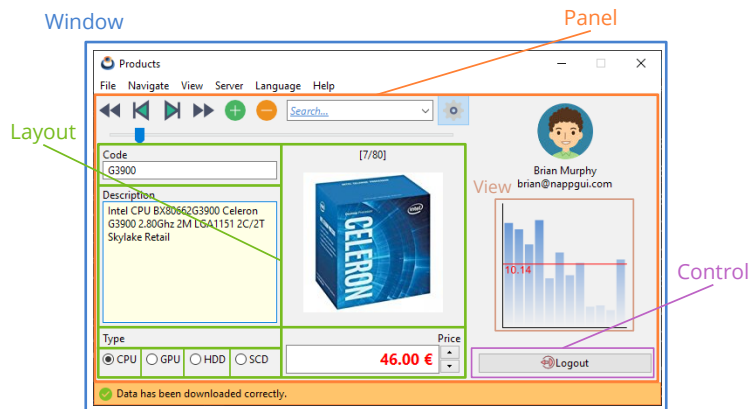 Window
Panel
Products
File Navigate View Server Language Help
Search...
Layout
Code
G3900
[7/80]
Description
Intel CPU BX80662G3900 Celeron
G3900 2.80Ghz 2M LGA1151 2C/2T
Skylake Retail
CELERON
Brian Murphy
brian@nappgui.com
View
10.14
Control
Type
CPU GPU HDD SCD
Price
46.00 €
Logout
Data has been downloaded correctly.